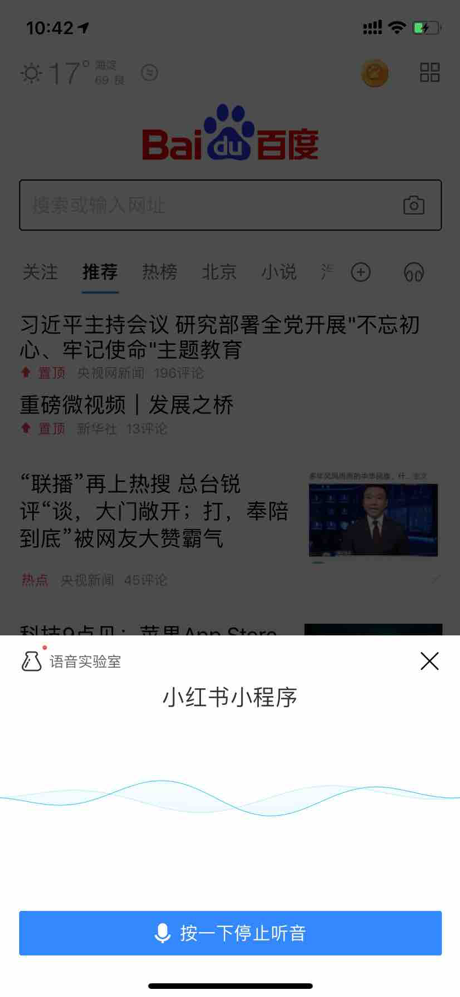 10:42
17°
海淀
69 良
Bai du 百度
搜索或输入网址
关注 推荐 热榜 北京 小说
习近平主持会议 研究部署全党开展"不忘初
心、牢记使命"主题教育
置顶 央视网新闻 196评论
重磅微视频｜发展之桥
置顶 新华社 13评论
“联播”再上热搜 总台锐
评“谈，大门敞开；打，奉陪
到底”被网友大赞霸气
热点 央视新闻 45评论
科技9点见：苹果App Store
语音实验室
小红书小程序
按一下停止听音